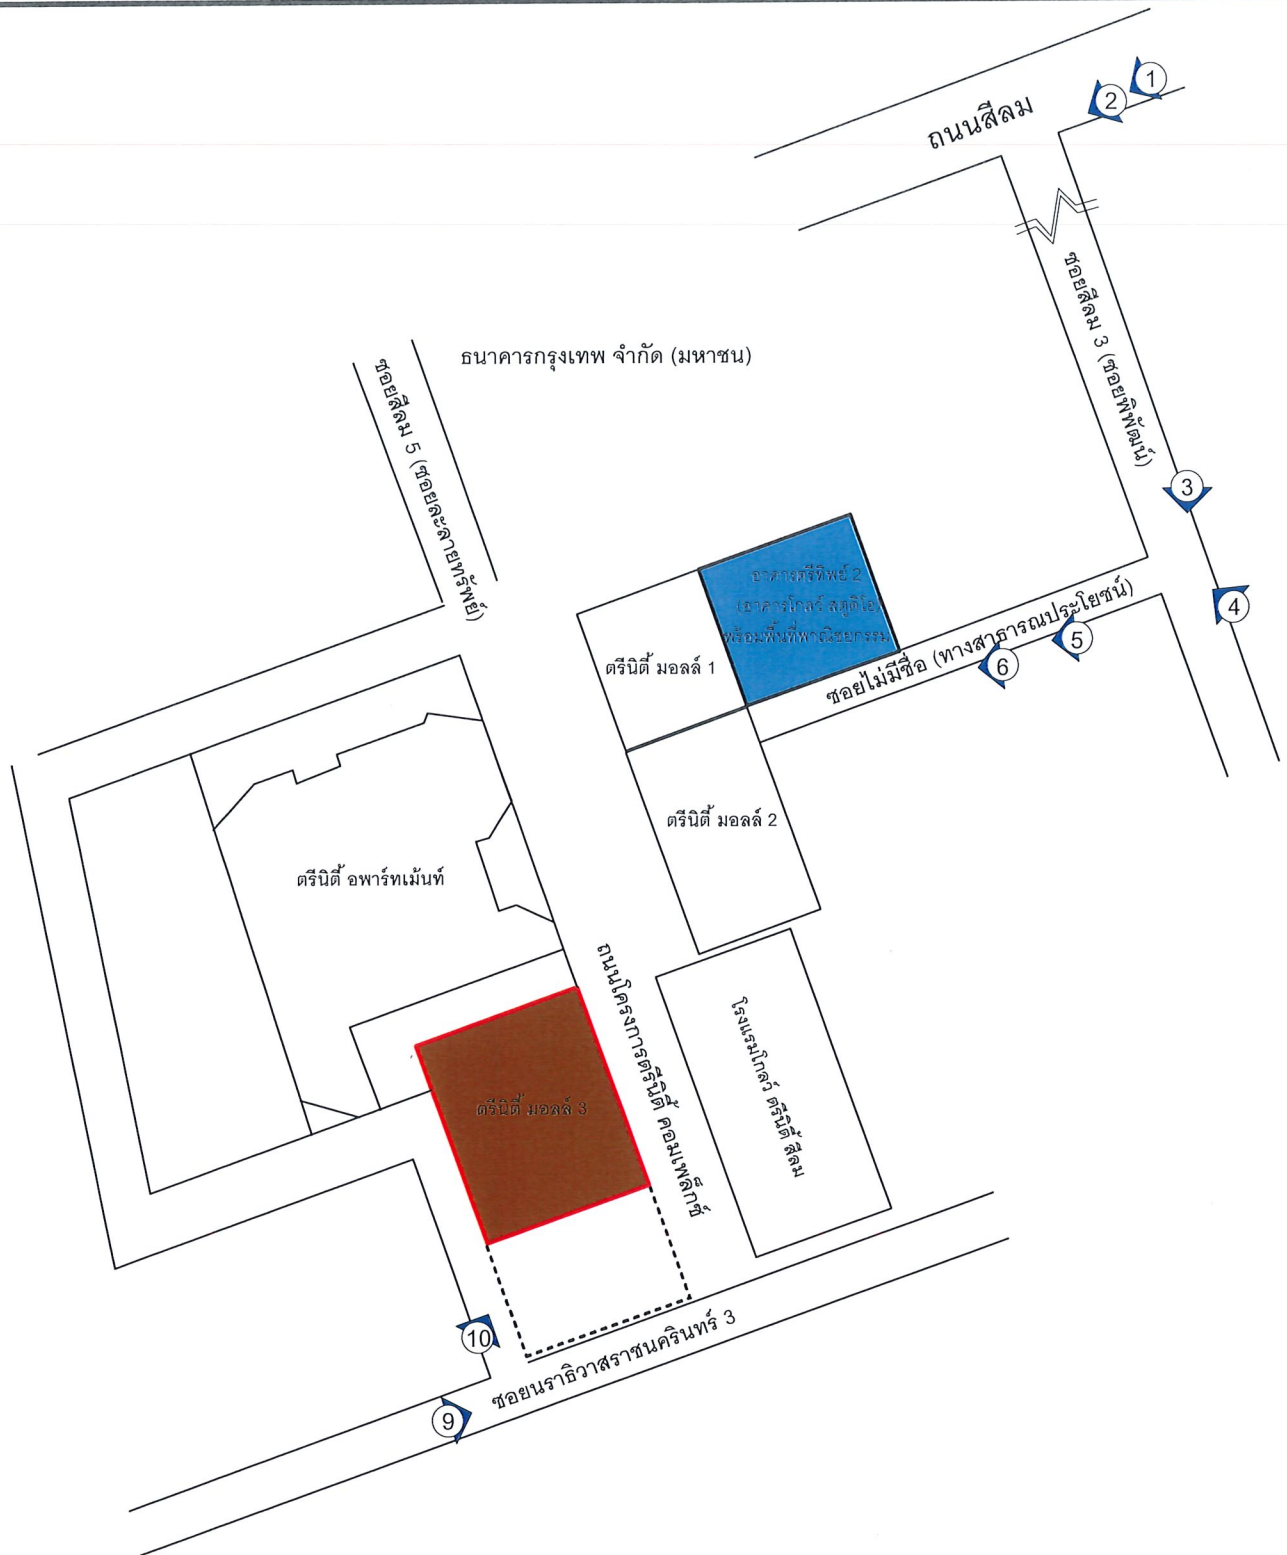 1
2
ถนนสีลม
ซอยสีลม 3 (ซอยพิพัฒน์)
ธนาคารกรุงเทพ จำกัด (มหาชน)
ซอยสีลม 5 (ซอยละลายทรัพย์)
3
4
อาคารตรีทิพย์ 2
(อาคารโกลว์ สตูดิโอ)
พร้อมพื้นที่พาณิชยกรรม
ตรีนิตี้ มอลล์ 1
ซอยไม่มีชื่อ (ทางสาธารณประโยชน์)
5
6
ตรีนิตี้ มอลล์ 2
ตรีนิตี้ อพาร์ทเม้นท์
ถนนโครงการตรีนิตี้ คอมเพล็กซ์
โรงแรมโกลว์ ตรีนิตี้ สีลม
ตรีนิตี้ มอลล์ 3
10
ซอยนราธิวาสราชนครินทร์ 3
9